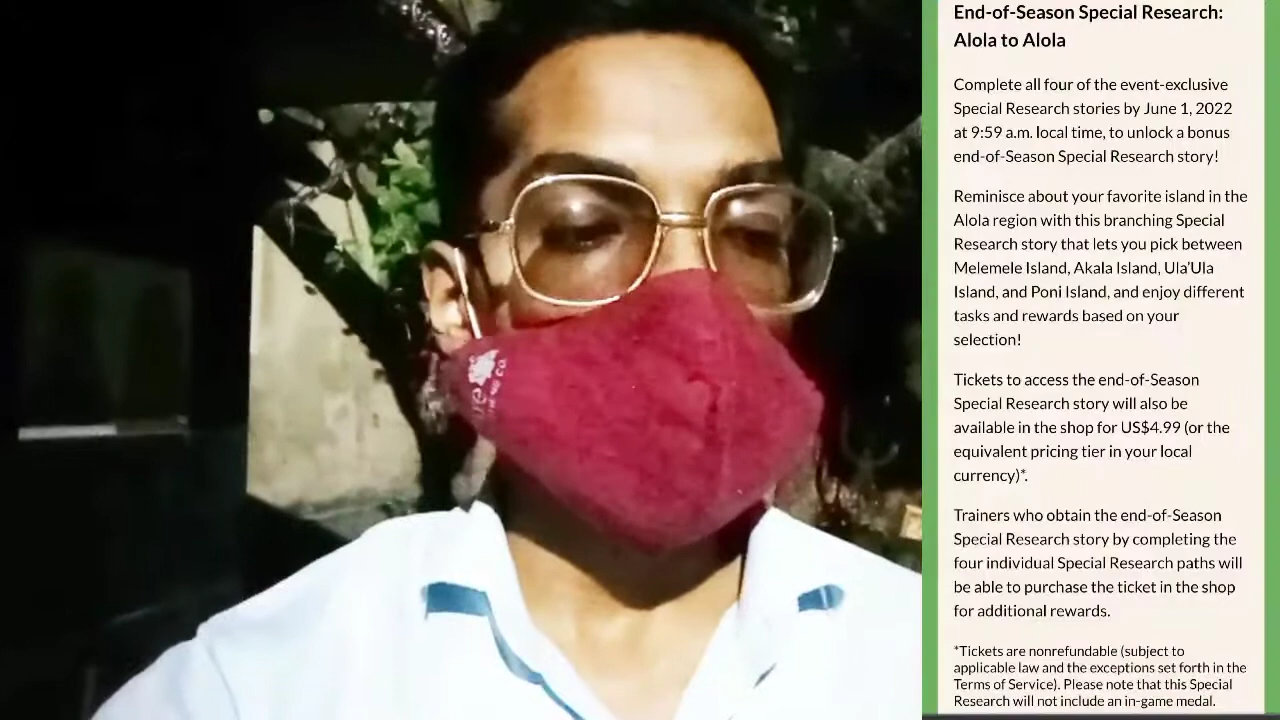 End-of-Season Special Research:
Alola to Alola
Complete all four of the event-exclusive
Special Research stories by June 1, 2022
at 9:59 a.m. local time, to unlock a bonus
end-of-Season Special Research story!
Reminisce about your favorite island in the
Alola region with this branching Special
Research story that lets you pick between
Melemele Island, Akala Island, Ula'Ula
Island, and Poni Island, and enjoy different
tasks and rewards based on your
selection!
Tickets to access the end-of-Season
Special Research story will also be
available in the shop for US$4.99 (or the
equivalent pricing tier in your local
currency)*.
Trainers who obtain the end-of-Season
Special Research story by completing the
four individual Special Research paths will
be able to purchase the ticket in the shop
for additional rewards.
*Tickets are nonrefundable (subject to
applicable law and the exceptions set forth in the
Terms of Service). Please note that this Special
Research will not include an in-game medal.